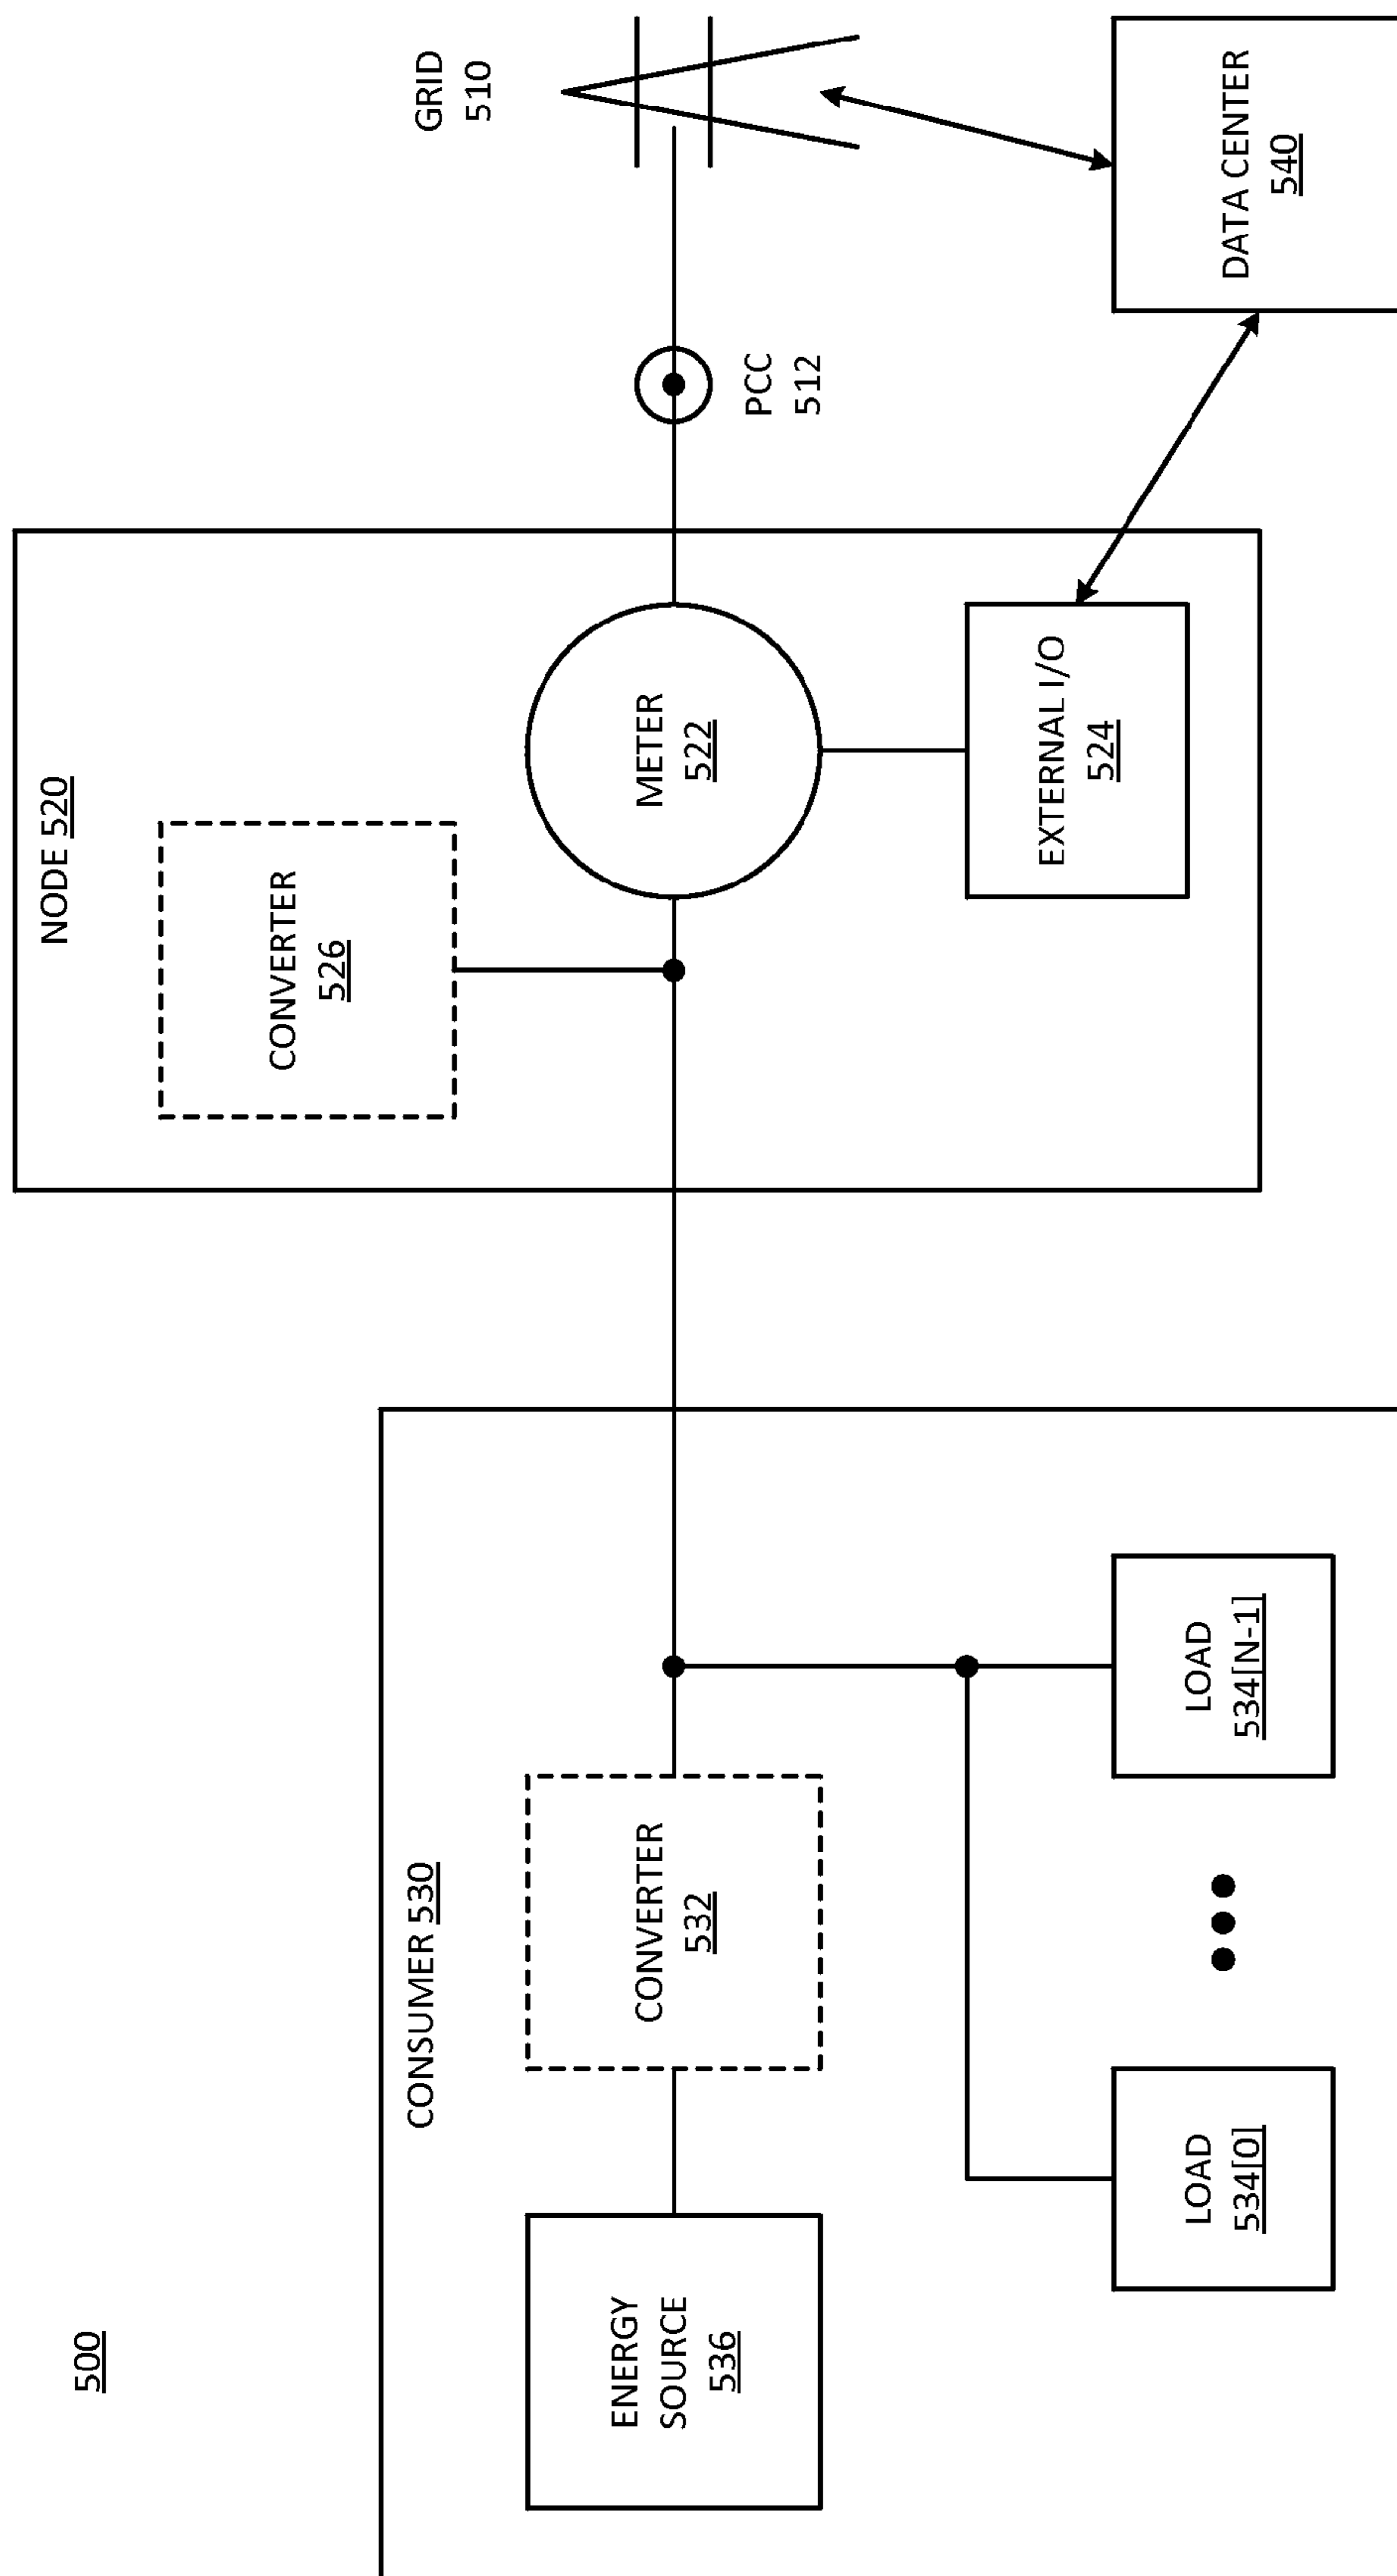 500
CONSUMER 530
ENERGY
SOURCE
536
CONVERTER
532
LOAD
534[0]
LOAD
534[N-1]
NODE 520
CONVERTER
526
METER
522
EXTERNAL I/O
524
GRID
510
PCC
512
DATA CENTER
540